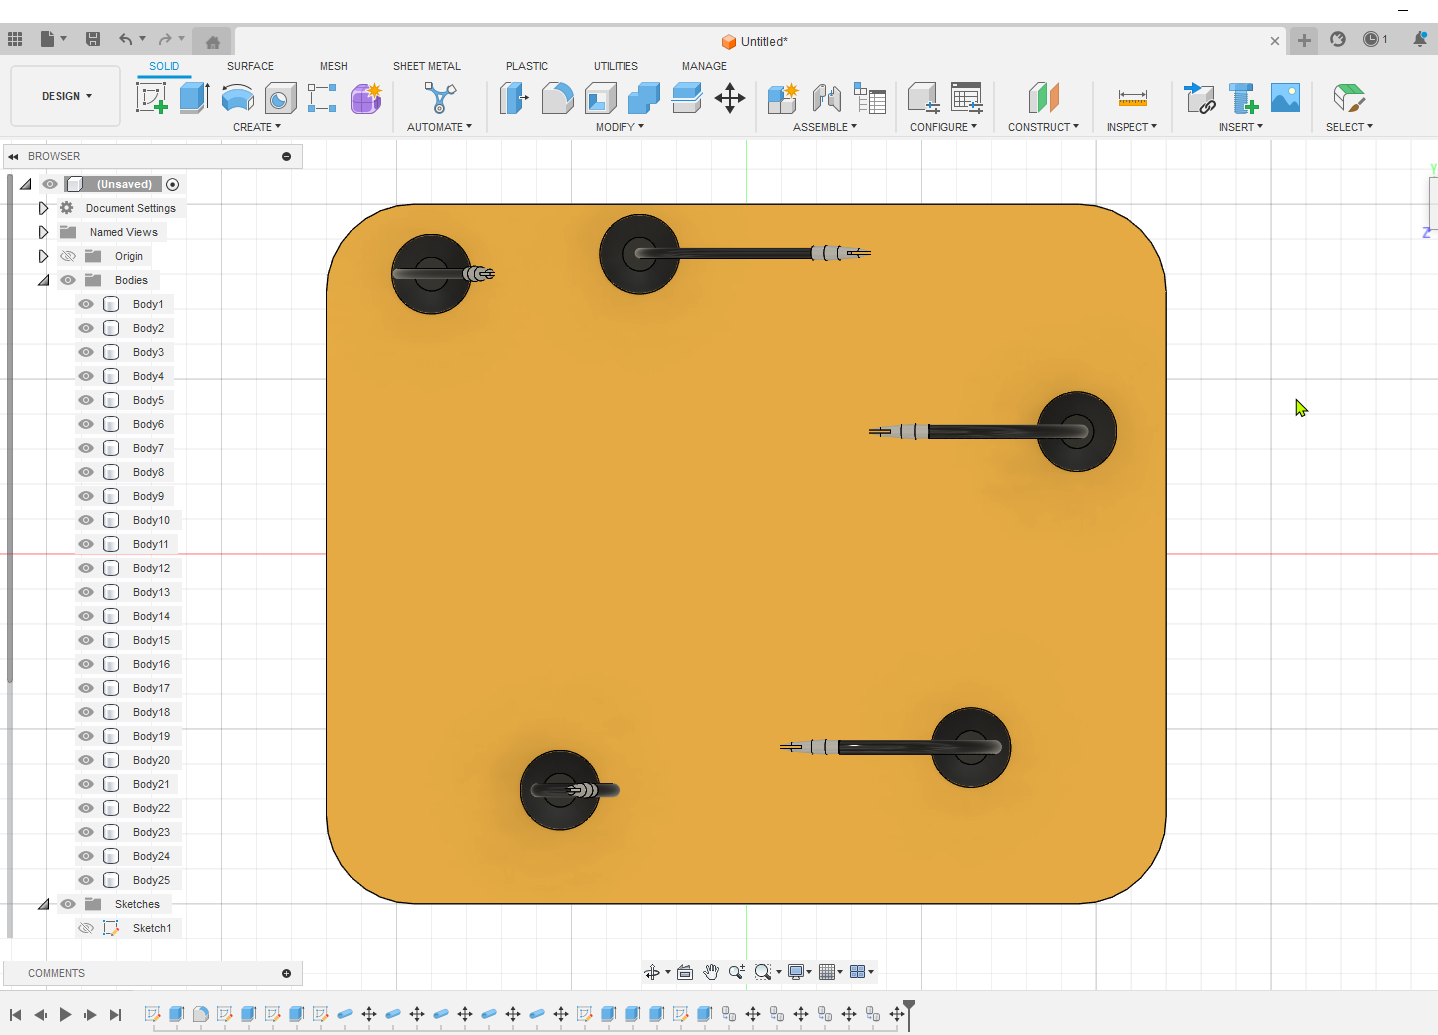 Untitled*
1
DESIGN
SOLID
SURFACE
MESH
SHEET METAL
PLASTIC
UTILITIES
MANAGE
CREATE
AUTOMATE
MODIFY
ASSEMBLE
CONFIGURE
CONSTRUCT
INSPECT
INSERT
SELECT
BROWSER
(Unsaved)
Document Settings
Named Views
Origin
Bodies
Body1
Body2
Body3
Body4
Body5
Body6
Body7
Body8
Body9
Body10
Body11
Body12
Body13
Body14
Body15
Body16
Body17
Body18
Body19
Body20
Body21
Body22
Body23
Body24
Body25
Sketches
Sketch1
Y
Z
COMMENTS